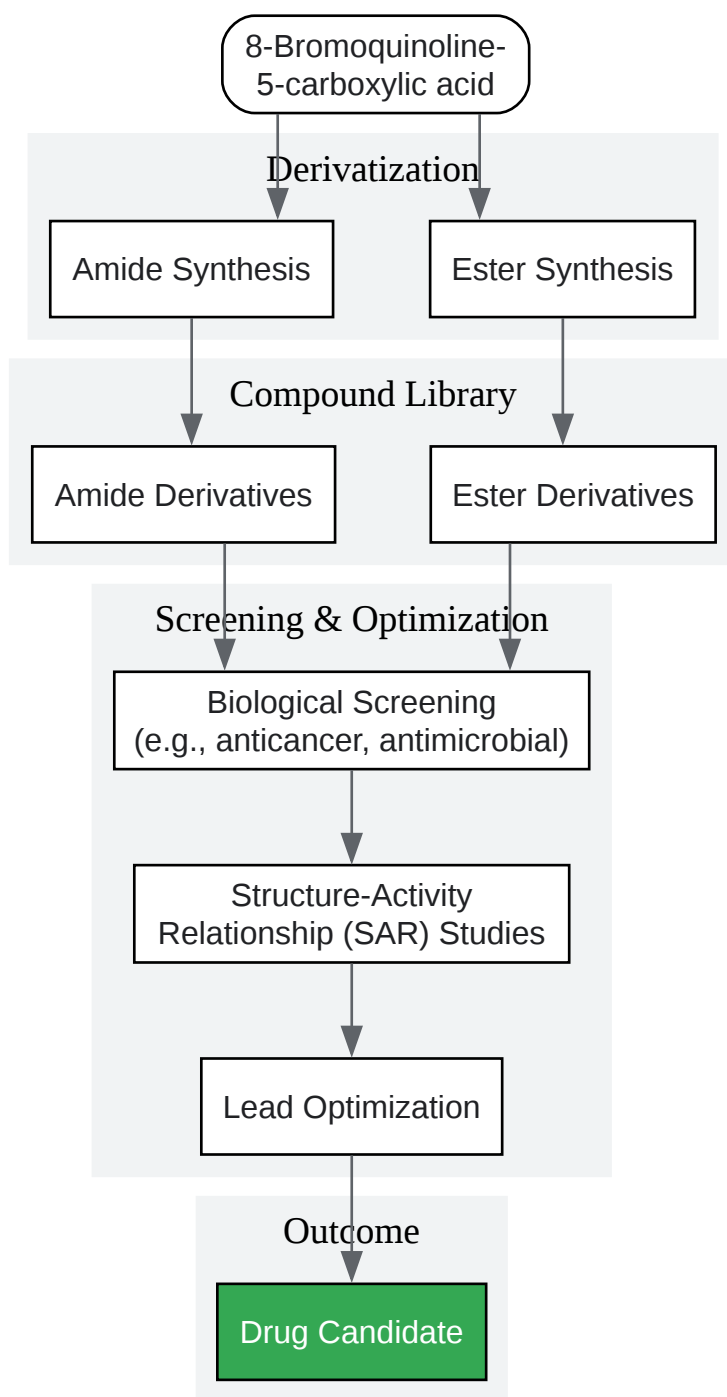 8-Bromoquinoline-
5-carboxylic acid
Derivatization
Amide Synthesis
Ester Synthesis
Compound Library
Amide Derivatives
Ester Derivatives
Screening & Optimization
Biological Screening
(e.g., anticancer, antimicrobial)
Structure-Activity
Relationship (SAR) Studies
Lead Optimization
Outcome
Drug Candidate